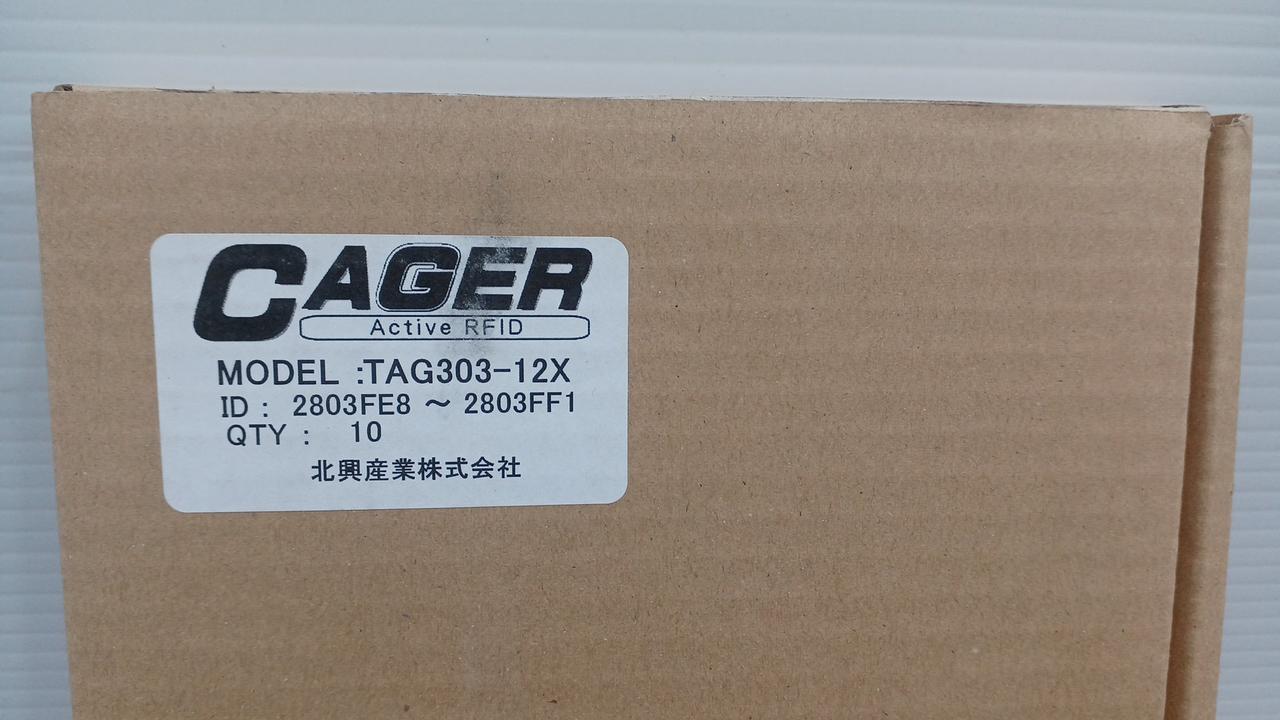 CAGER
Active RFID
MODEL :TAG303-12X
ID : 2803FE8 ～ 2803FF1
QTY : 10
北興産業株式会社